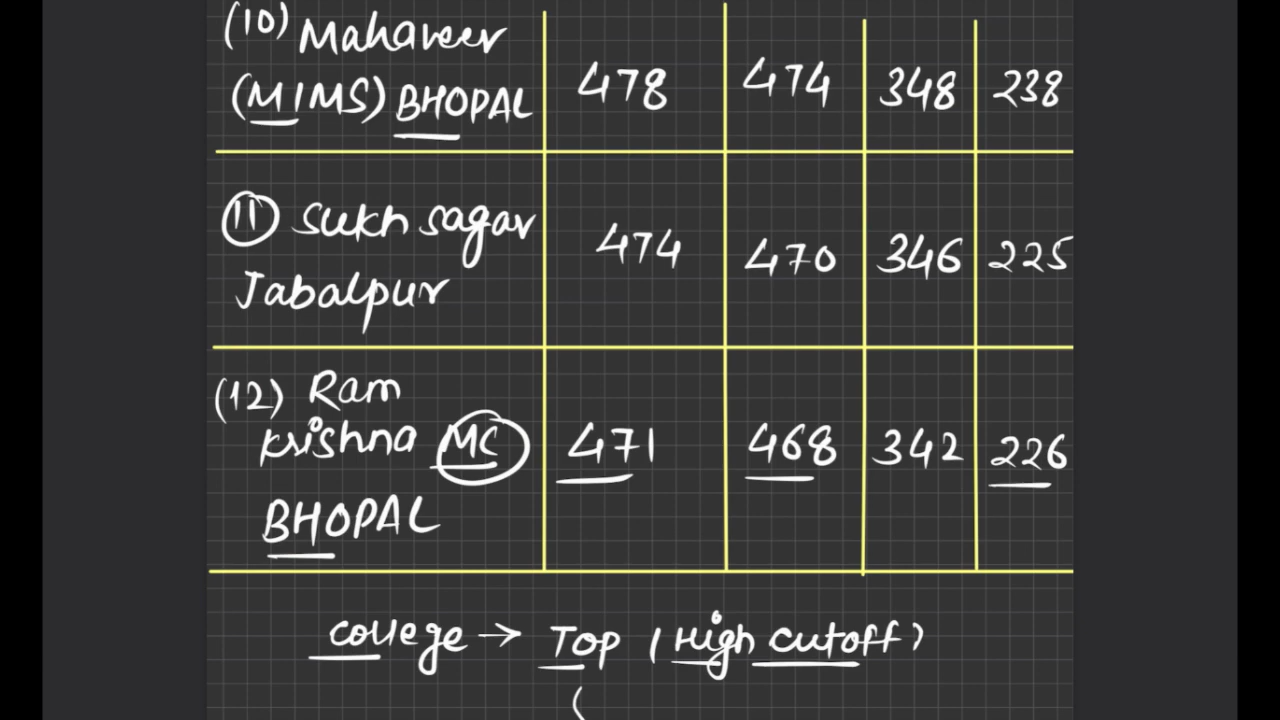 (10) Mahaveer
(MIMS) BHOPAL 478 474 348 238
(11) Sukh sagar
Jabalpur 474 470 346 225
(12) Ram
Krishna MC 471 468 342 226
BHOPAL
College → Top (High cutoff)
(